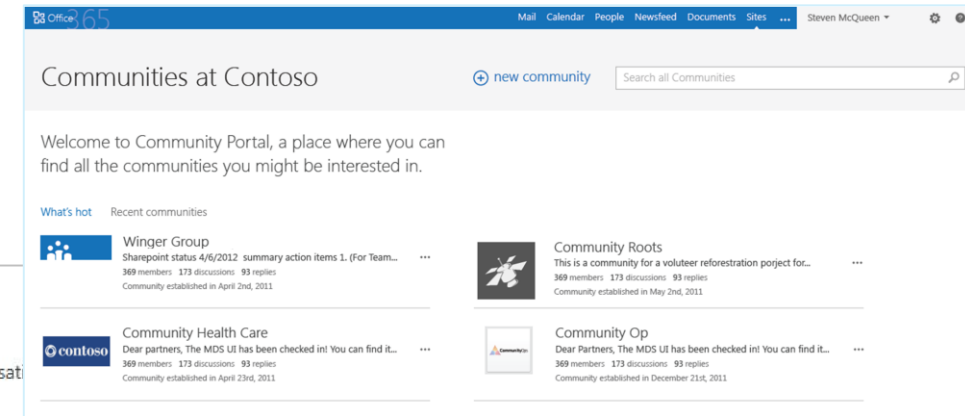 Office 365
Mail Calendar People Newsfeed Documents Sites ... Steven McQueen
Communities at Contoso
new community
Search all Communities
Welcome to Community Portal, a place where you can
find all the communities you might be interested in.
What's hot Recent communities
Winger Group
Sharepoint status 4/6/2012 summary action items 1. (For Team...
369 members 173 discussions 93 replies
Community established in April 2nd, 2011
Community Roots
This is a community for a voluteer reforestration porject for...
369 members 173 discussions 93 replies
Community established in May 2nd, 2011
contoso
Community Health Care
Dear partners, The MDS UI has been checked in! You can find it...
369 members 173 discussions 93 replies
Community established in April 23rd, 2011
Community Op
Dear Partners, The MDS UI has been checked in! You can find it...
369 members 173 discussions 93 replies
Community established in December 21st, 2011